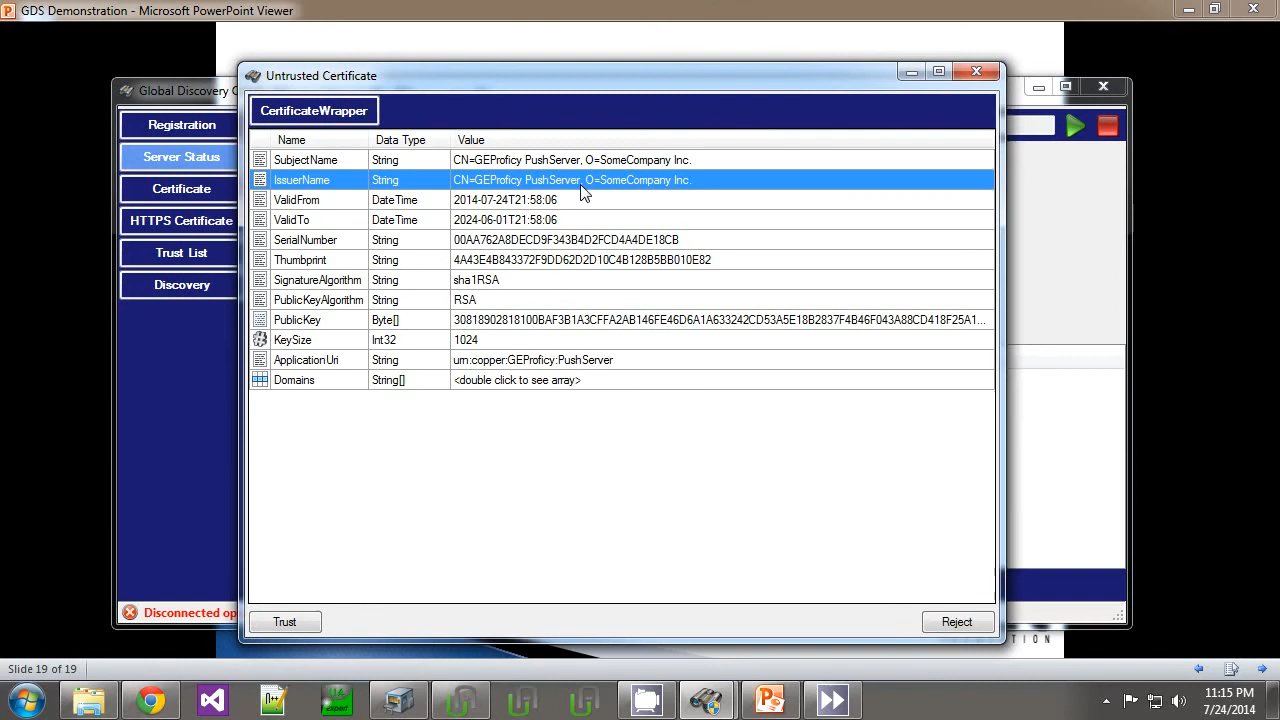 GDS Demonstration - Microsoft PowerPoint Viewer
Untrusted Certificate
Global Discovery C
CertificateWrapper
Registration
Server Status
Certificate
HTTPS Certificate
Trust List
Discovery
Name Data Type Value
SubjectName String CN=GEProficy PushServer, O=SomeCompany Inc.
IssuerName String CN=GEProficy PushServer, O=SomeCompany Inc.
ValidFrom DateTime 2014-07-24T21:58:06
ValidTo DateTime 2024-06-01T21:58:06
SerialNumber String 00AA762A8DECD9F343B4D2FCD4A4DE18CB
Thumbprint String 4A43E4B843372F9DD62D2D10C4B128B5BB010E82
SignatureAlgorithm String sha1RSA
PublicKeyAlgorithm String RSA
PublicKey Byte[] 30818902818100BAF3B1A3CFFA2AB146FE46D6A1A633242CD53A5E18B2837F4B46F043A88CD418F25A1...
KeySize Int32 1024
ApplicationUri String urn:copper:GEProficy:PushServer
Domains String[] <double click to see array>
Disconnected op
Trust
Reject
TION
Slide 19 of 19
11:15 PM
7/24/2014